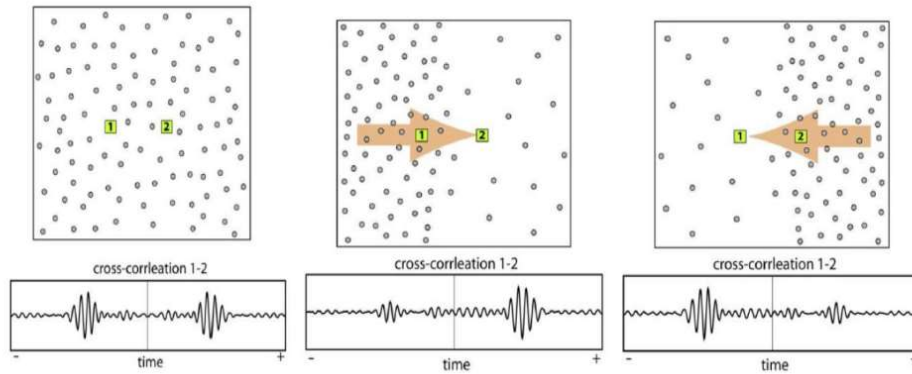 1 2
1 2
1 2
cross-corrleation 1-2
- time +
cross-corrleation 1-2
- time +
cross-corrleation 1-2
- time